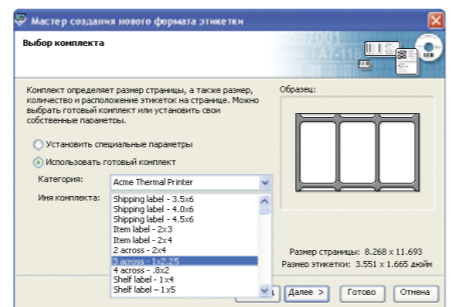 Мастер создания нового формата этикетки
Выбор комплекта
Комплект определяет размер страницы, а также размер,
количество и расположение этикеток на странице. Можно
выбрать готовый комплект или установить свои
собственные параметры.
Образец:
Установить специальные параметры
Использовать готовый комплект
Категория:
Acme Thermal Printer
Имя комплекта:
Shipping label - 3.5x6
Shipping label - 4.0x6
Shipping label - 4.5x6
Item label - 2x3
Item label - 2x4
2 across - 2x4
3 across - 1x2.25
4 across - .8x2
Shelf label - 1x4
Shelf label – 1x5
Размер страницы: 8.268 x 11.693
Размер этикетки: 3.551 x 1.665 дюйм
Далее >
Готово
Отмена